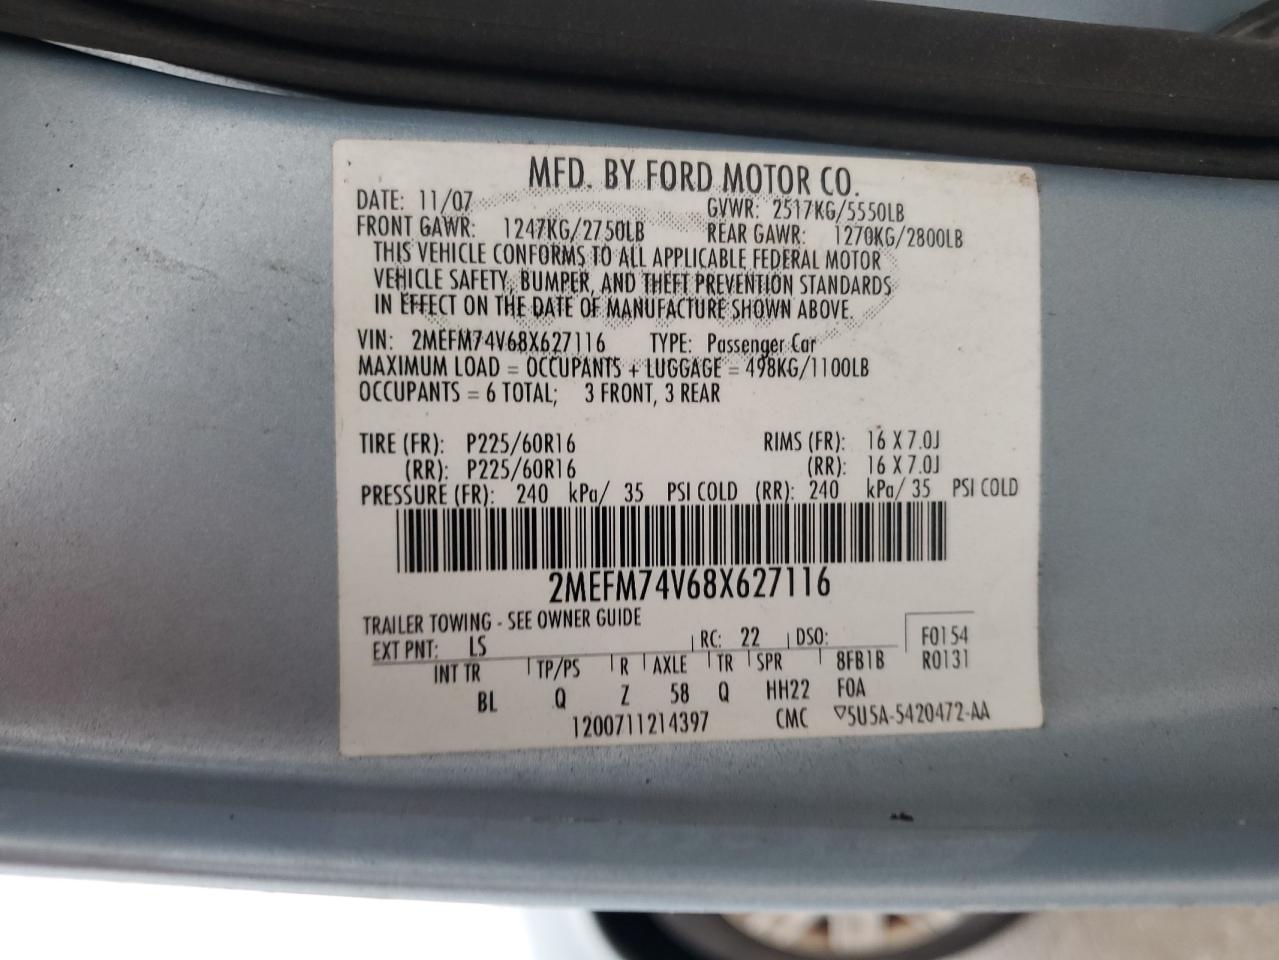 MFD. BY FORD MOTOR CO.
DATE: 11/07 GVWR: 2517KG/5550LB
FRONT GAWR: 1247KG/2750LB REAR GAWR: 1270KG/2800LB
THIS VEHICLE CONFORMS TO ALL APPLICABLE FEDERAL MOTOR
VEHICLE SAFETY, BUMPER, AND THEFT PREVENTION STANDARDS
IN EFFECT ON THE DATE OF MANUFACTURE SHOWN ABOVE.
VIN: 2MEFM74V68X627116 TYPE: Passenger Car
MAXIMUM LOAD = OCCUPANTS + LUGGAGE = 498KG/1100LB
OCCUPANTS = 6 TOTAL; 3 FRONT, 3 REAR
TIRE (FR): P225/60R16 RIMS (FR): 16 X 7.0J
(RR): P225/60R16 (RR): 16 X 7.0J
PRESSURE (FR): 240 kPa/ 35 PSI COLD (RR): 240 kPa/ 35 PSI COLD
2MEFM74V68X627116
TRAILER TOWING - SEE OWNER GUIDE
EXT PNT: LS RC: 22 DSO: F0154
INT TR TP/PS R AXLE TR SPR 8FB1B R0131
BL Q Z 58 Q HH22 F0A
1200711214397 CMC ▽5U5A-5420472-AA